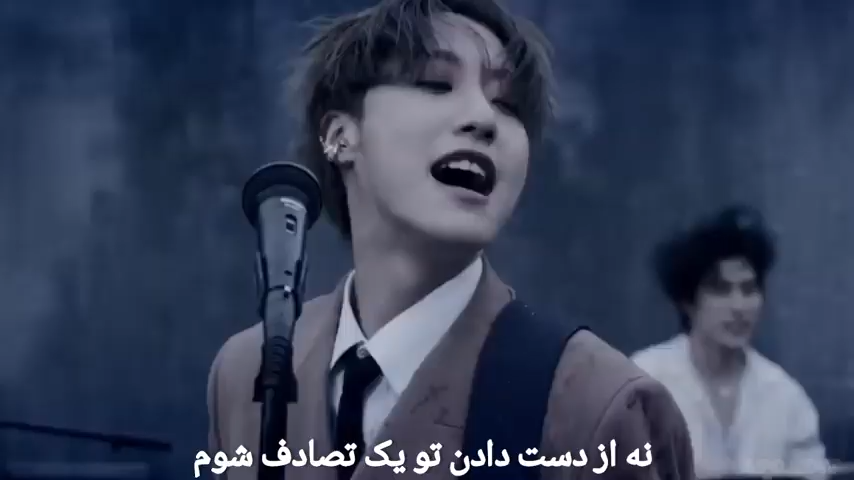 نه از دست دادن تو یک تصادف شوم